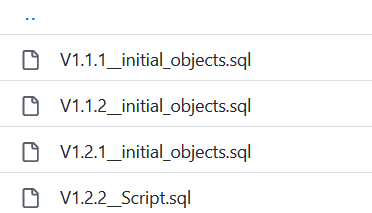 ..
V1.1.1__initial_objects.sql
V1.1.2__initial_objects.sql
V1.2.1__initial_objects.sql
V1.2.2__Script.sql